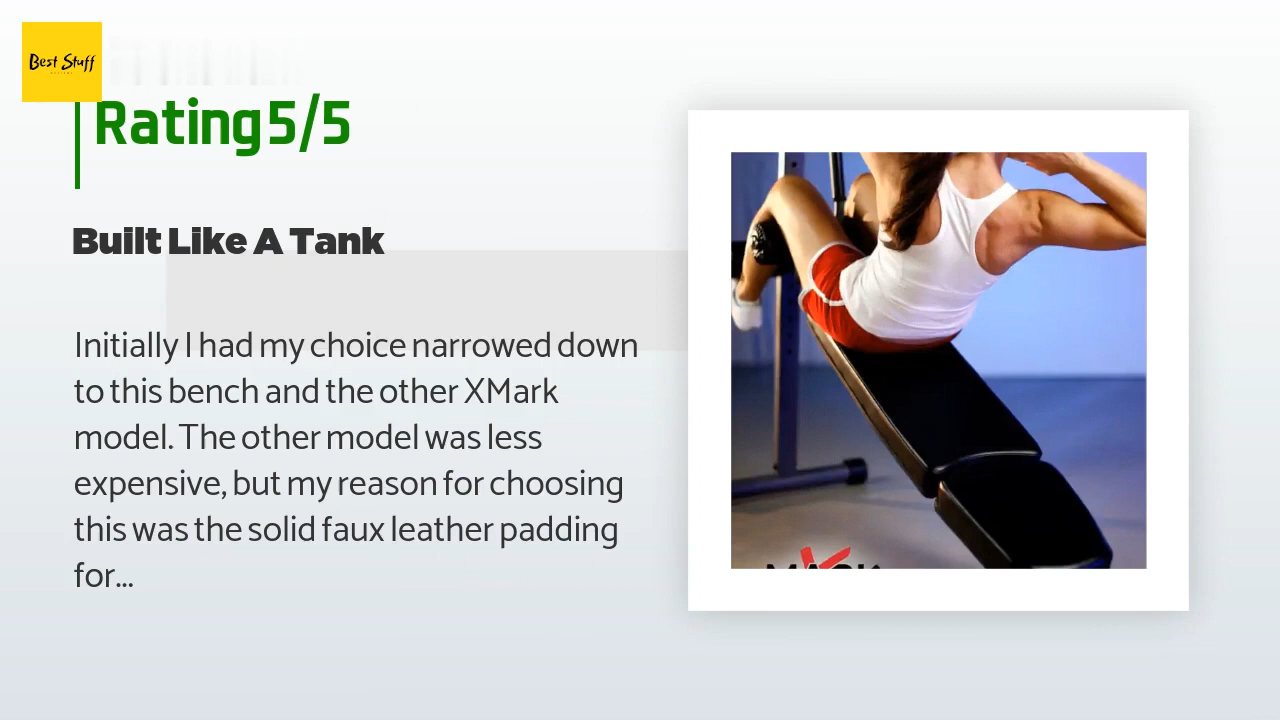 Best Stuff
Rating 5/5
Built Like A Tank
Initially I had my choice narrowed down
to this bench and the other XMark
model. The other model was less
expensive, but my reason for choosing
this was the solid faux leather padding
for...